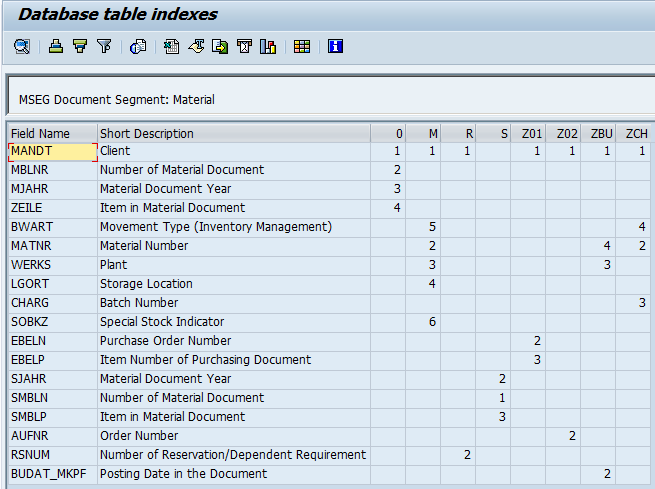 Database table indexes
MSEG Document Segment: Material
Field Name Short Description 0 M R S Z01 Z02 ZBU ZCH
MANDT Client 1 1 1 1 1 1 1
MBLNR Number of Material Document 2
MJAHR Material Document Year 3
ZEILE Item in Material Document 4
BWART Movement Type (Inventory Management) 5 4
MATNR Material Number 2 4 2
WERKS Plant 3 3
LGORT Storage Location 4
CHARG Batch Number 3
SOBKZ Special Stock Indicator 6
EBELN Purchase Order Number 2
EBELP Item Number of Purchasing Document 3
SJAHR Material Document Year 2
SMBLN Number of Material Document 1
SMBLP Item in Material Document 3
AUFNR Order Number 2
RSNUM Number of Reservation/Dependent Requirement 2
BUDAT_MKPF Posting Date in the Document 2